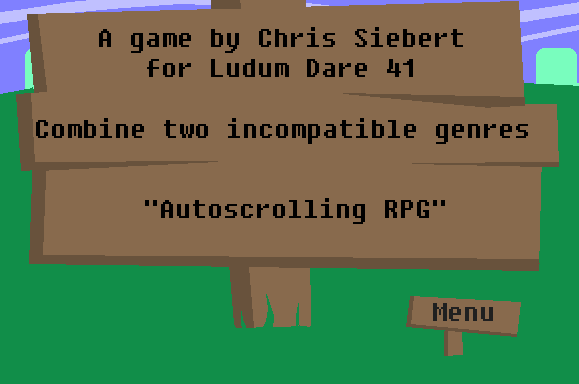 A game by Chris Siebert
for Ludum Dare 41
Combine two incompatible genres
"Autoscrolling RPG"
Menu